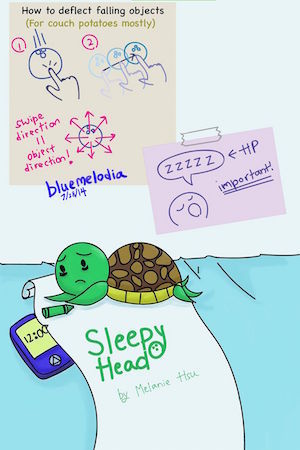 How to deflect falling objects
(For couch potatoes mostly)
1
2
swipe
direction
=
object
direction!
bluemelodia
7/28/14
ZZZZZ
← HP
important!
12:00
Sleepy
Head
by Melanie Hsu